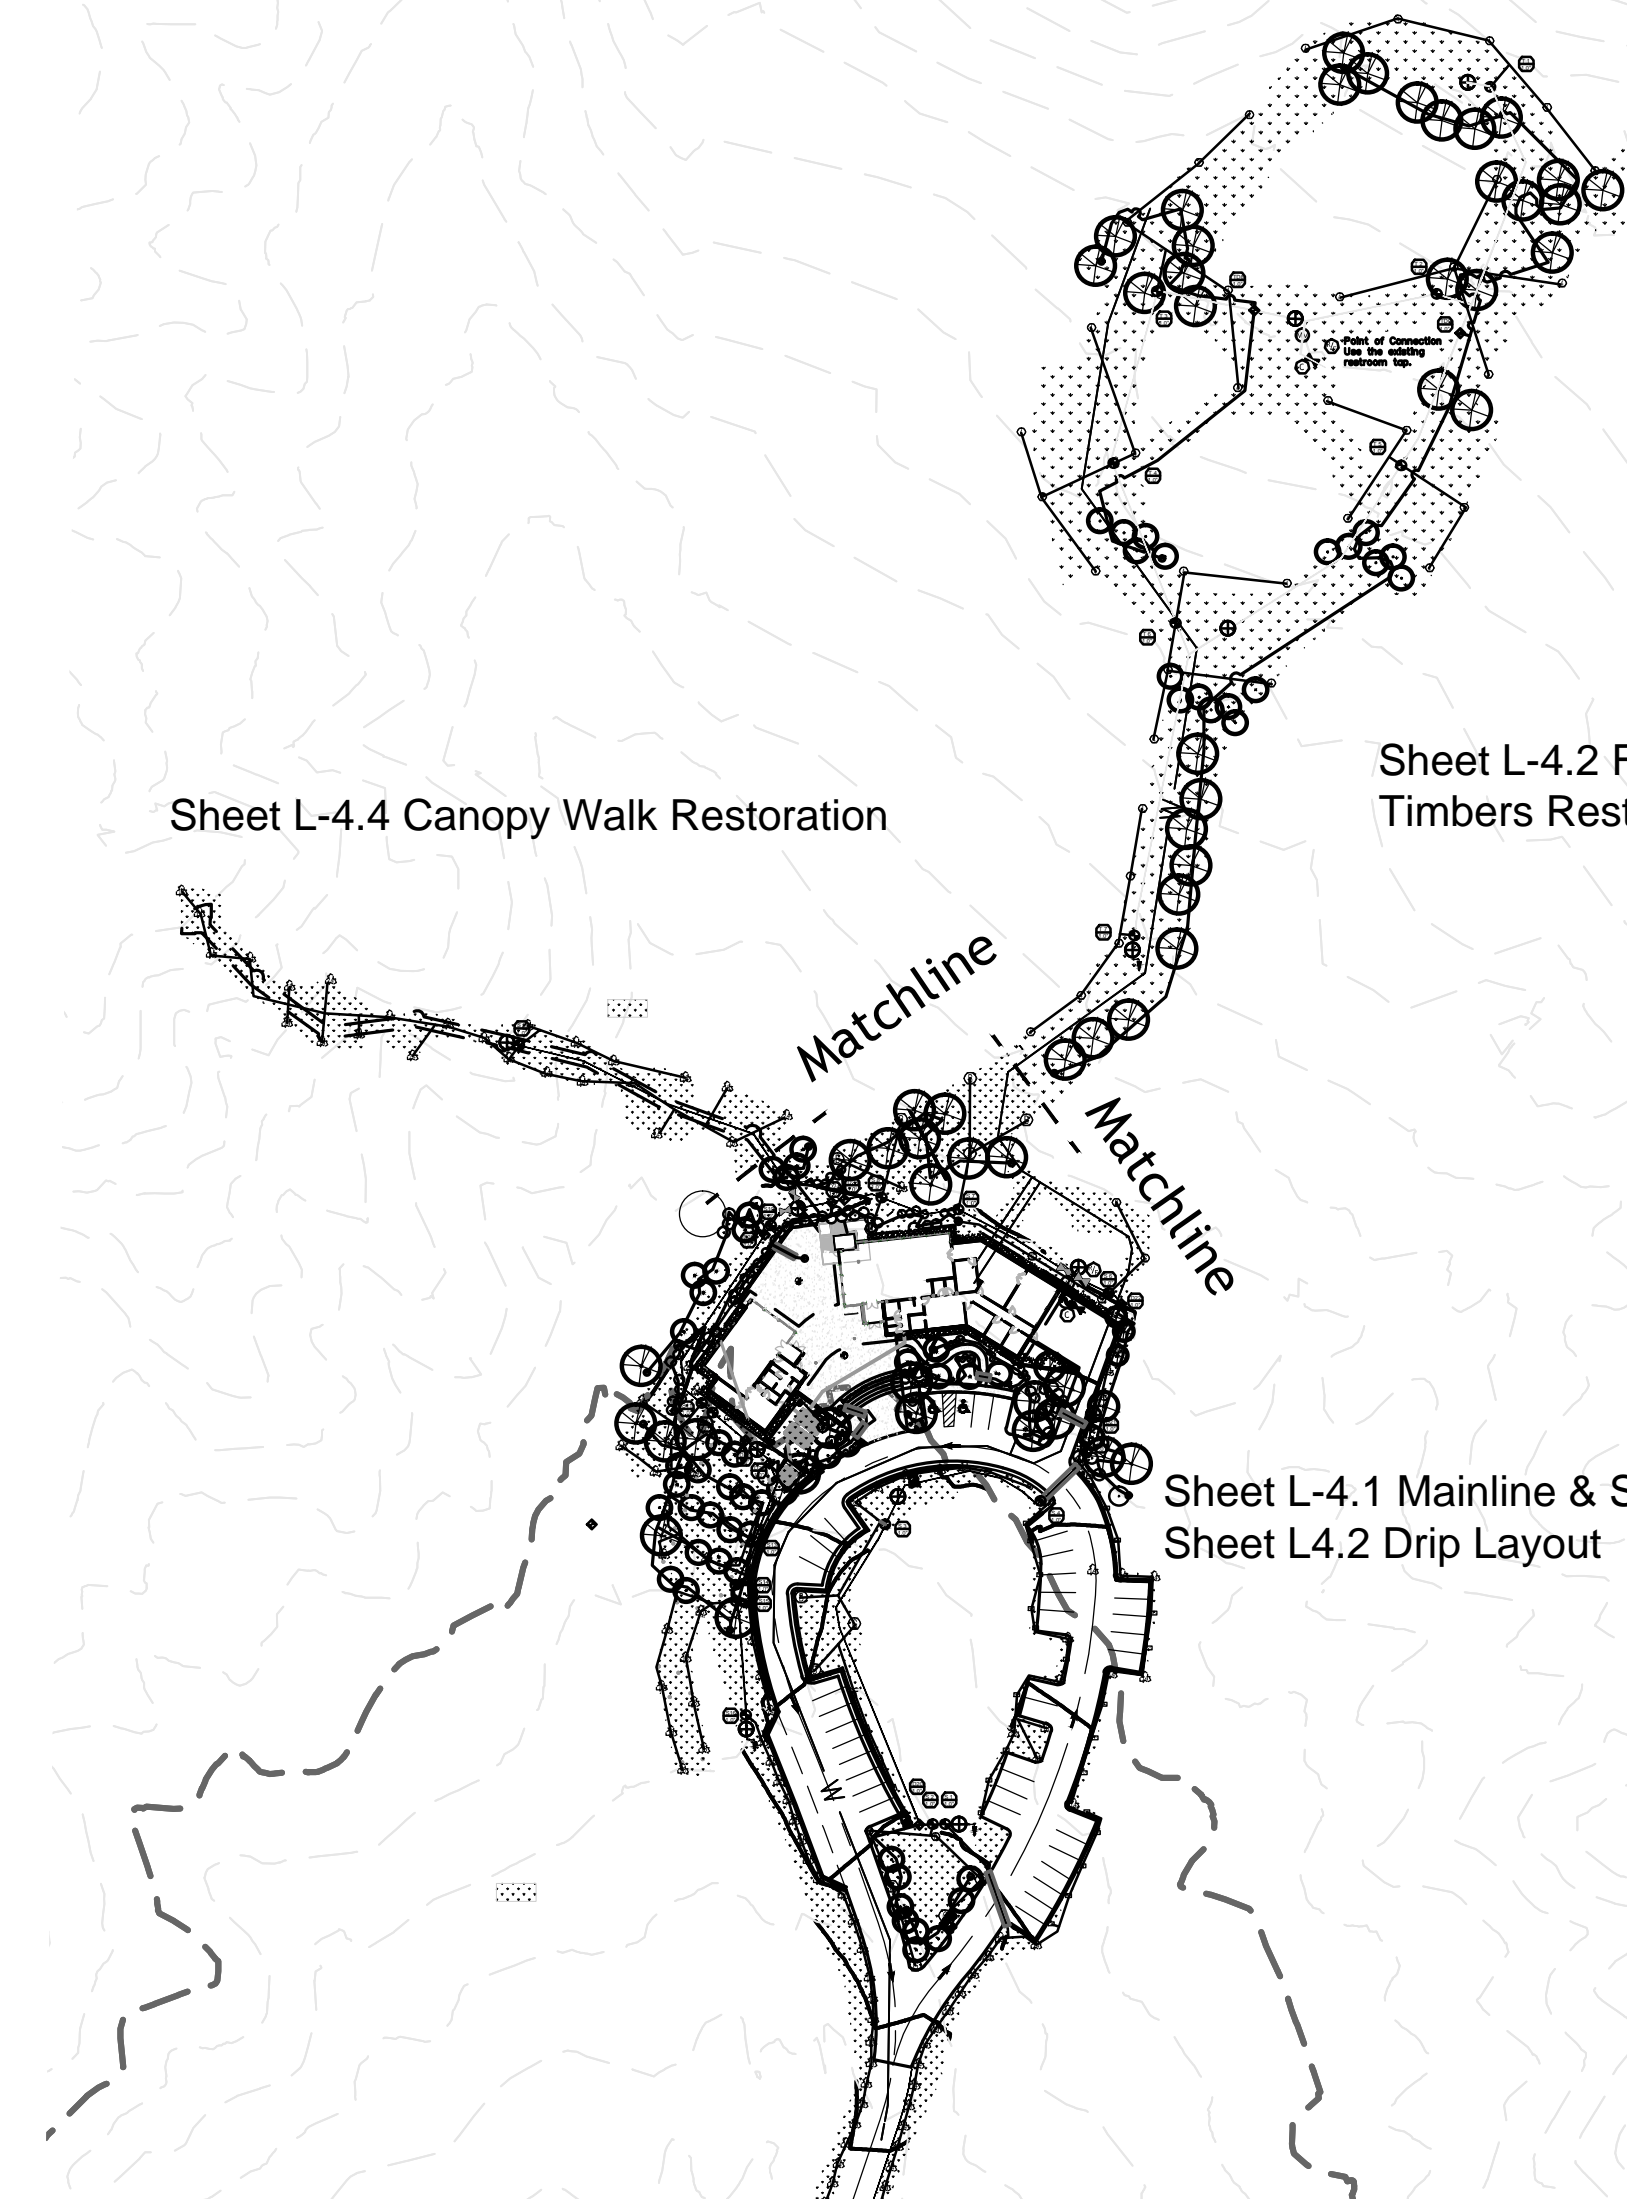 Point of Connection
Use the existing
restroom tap.
Sheet L-4.2 F
Timbers Rest
Sheet L-4.4 Canopy Walk Restoration
Matchline
Matchline
Sheet L-4.1 Mainline & S
Sheet L4.2 Drip Layout